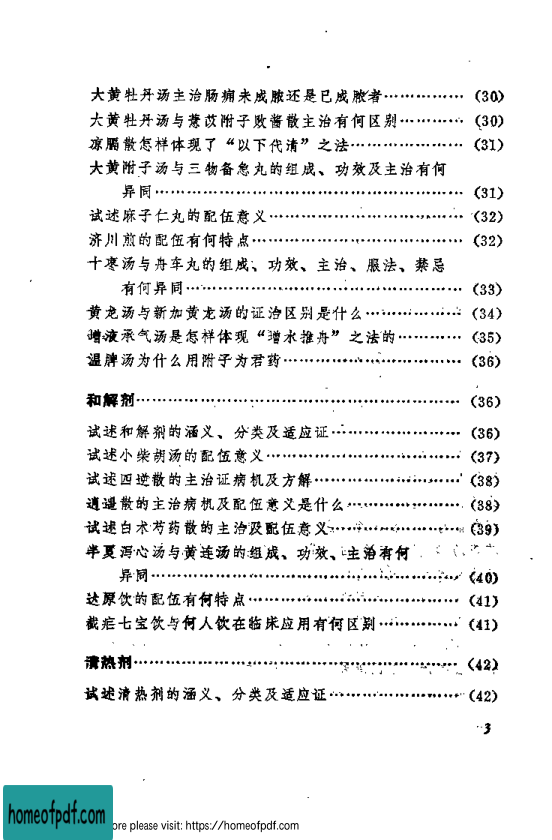 大黄牡丹汤主治肠痈未成脓还是已成脓者……………(30)
大黄牡丹汤与薏苡附子败酱散主治有何区别…………(30)
凉膈散怎样体现了“以下代清”之法…………………(31)
大黄附子汤与三物备急丸的组成、功效及主治有何
异同……………………………………………………(31)
试述麻子仁丸的配伍意义………………………………(32)
济川煎的配伍有何特点…………………………………(32)
十枣汤与舟车丸的组成、功效、主治、服法、禁忌
有何异同………………………………………………(33)
黄龙汤与新加黄龙汤的证治区别是什么………………(34)
增液承气汤是怎样体现“增水推舟”之法的…………(35)
温脾汤为什么用附子为君药……………………………(36)
和解剂……………………………………………………(36)
试述和解剂的涵义、分类及适应证……………………(36)
试述小柴胡汤的配伍意义………………………………(37)
试述四逆散的主治证病机及方解………………………(38)
逍遥散的主治病机及配伍意义是什么…………………(38)
试述白术芍药散的主治及配伍意义……………………(39)
半夏泻心汤与黄连汤的组成、功效、主治有何
异同……………………………………………………(40)
达原饮的配伍有何特点…………………………………(41)
截疟七宝饮与何人饮在临床应用有何区别……………(41)
清热剂……………………………………………………(42)
试述清热剂的涵义、分类及适应证……………………(42)
3
homeofpdf.com
ore please visit: https://homeofpdf.com